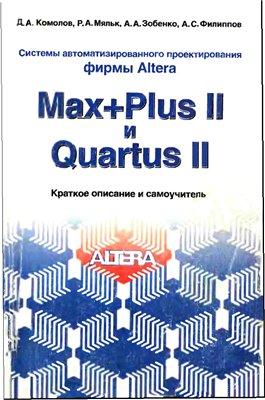 Д.А. Комолов, Р.А. Мяльк, А.А. Зобенко, А.С. Филиппов
Системы автоматизированного проектирования
фирмы Altera
Max+Plus II
и
Quartus II
Краткое описание и самоучитель
ALTERA